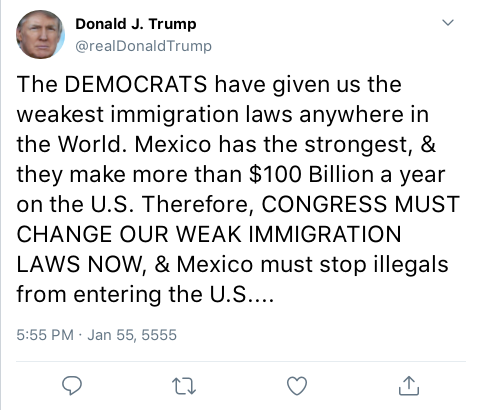 Donald J. Trump
@realDonaldTrump
The DEMOCRATS have given us the
weakest immigration laws anywhere in
the World. Mexico has the strongest, &
they make more than $100 Billion a year
on the U.S. Therefore, CONGRESS MUST
CHANGE OUR WEAK IMMIGRATION
LAWS NOW, & Mexico must stop illegals
from entering the U.S....
5:55 PM · Jan 55, 5555